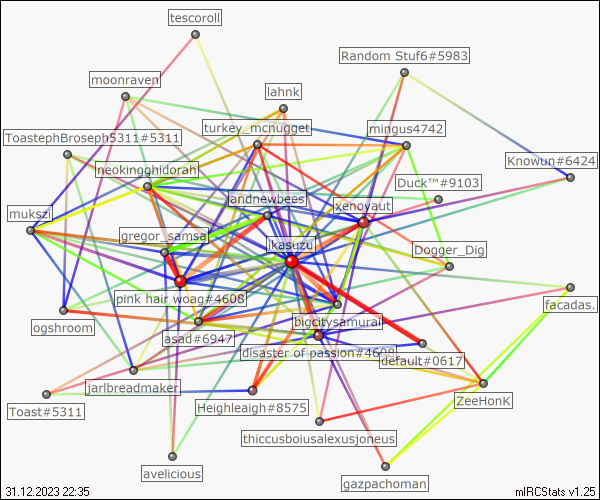 tescoroll
Random Stuf6#5983
moonraven
lahnk
turkey_mcnugget
mingus4742
ToastephBroseph5311#5311
Knowun#6424
neokingghidorah
Duck™#9103
landnewbees
xenoyaut
mukszi
gregor_samsa
ikasuzu
Dogger_Dig
pink hair woag#4608
facadas.
ogshroom
bigcitysamurai
asad#6947
disaster of passion#4609
default#0617
jarlbreadmaker
ZeeHonK
Toast#5311
Heighleaigh#8575
thiccusboiusalexusjoneus
avelicious
gazpachoman
31.12.2023 22:35
mIRCStats v1.25